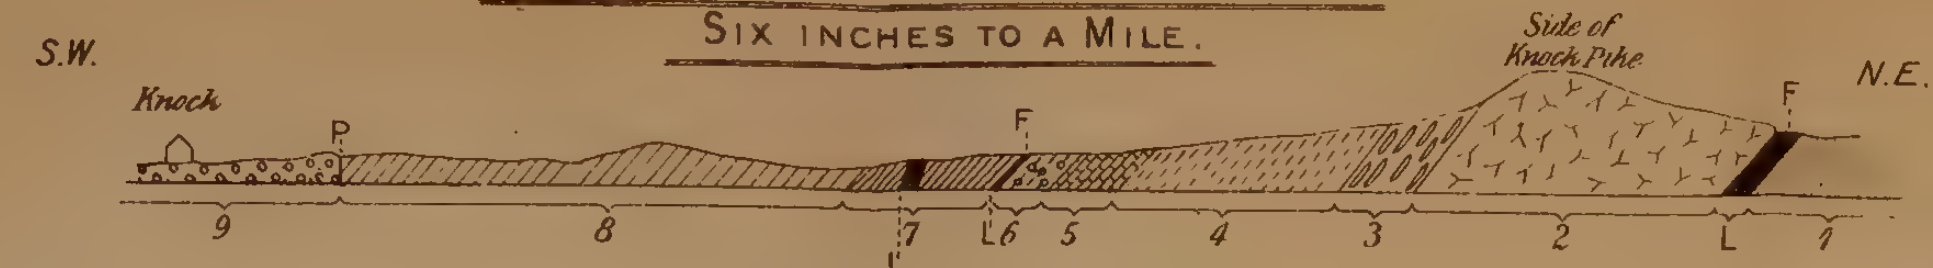 SIX INCHES TO A MILE.
S.W.
Knock
P
F
Side of
Knock Pike
F
N.E.
9 8 7 L 6 5 4 3 2 L 1
L